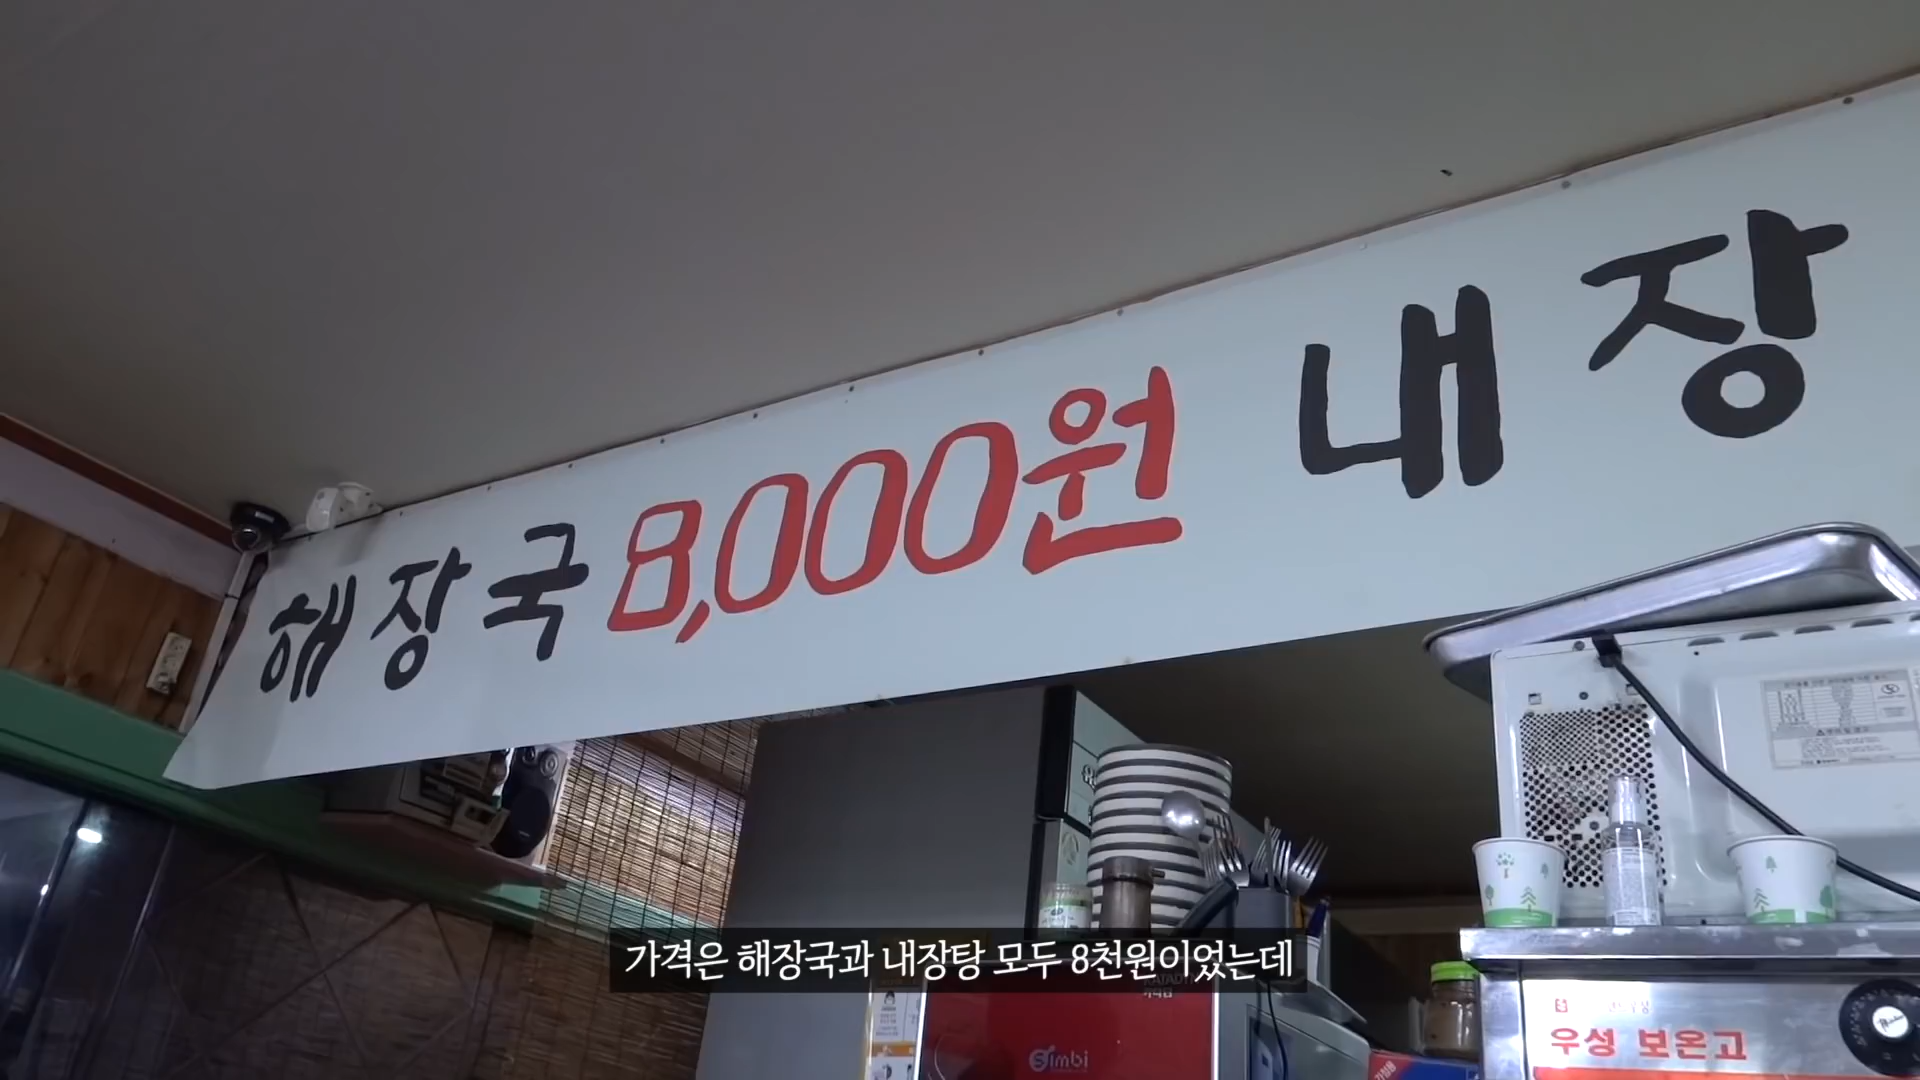 해장국 8,000원 내장
가격은 해장국과 내장탕 모두 8천원이었는데
Simbi
우성 보온고